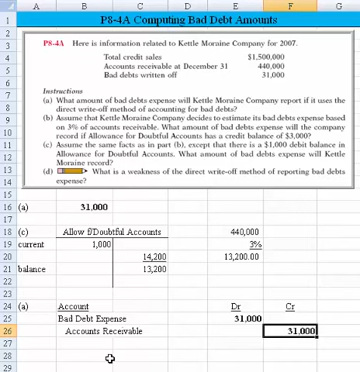 A B C D E F G
1 P8-4A Computing Bad Debt Amounts
2
3 P8-4A Here is information related to Kettle Moraine Company for 2007.
4 Total credit sales $1,500,000
5 Accounts receivable at December 31 440,000
6 Bad debts written off 31,000
7 Instructions
(a) What amount of bad debts expense will Kettle Moraine Company report if it uses the
8 direct write-off method of accounting for bad debts?
9 (b) Assume that Kettle Moraine Company decides to estimate its bad debts expense based
on 3% of accounts receivable. What amount of bad debts expense will the company
10 record if Allowance for Doubtful Accounts has a credit balance of $3,000?
11 (c) Assume the same facts as in part (b), except that there is a $1,000 debit balance in
12 Allowance for Doubtful Accounts. What amount of bad debts expense will Kettle
Moraine record?
13 (d) What is a weakness of the direct write-off method of reporting bad debts
14 expense?
15
16 (a) 31.000
17
18 (c) Allow f/Doubtful Accounts 440,000
19 current 1,000 3%
20 14,200 13,200.00
21 balance 13,200
22
23
24 (a) Account Dr Cr
25 Bad Debt Expense 31.000
26 Accounts Receivable 31.000
27
28
29